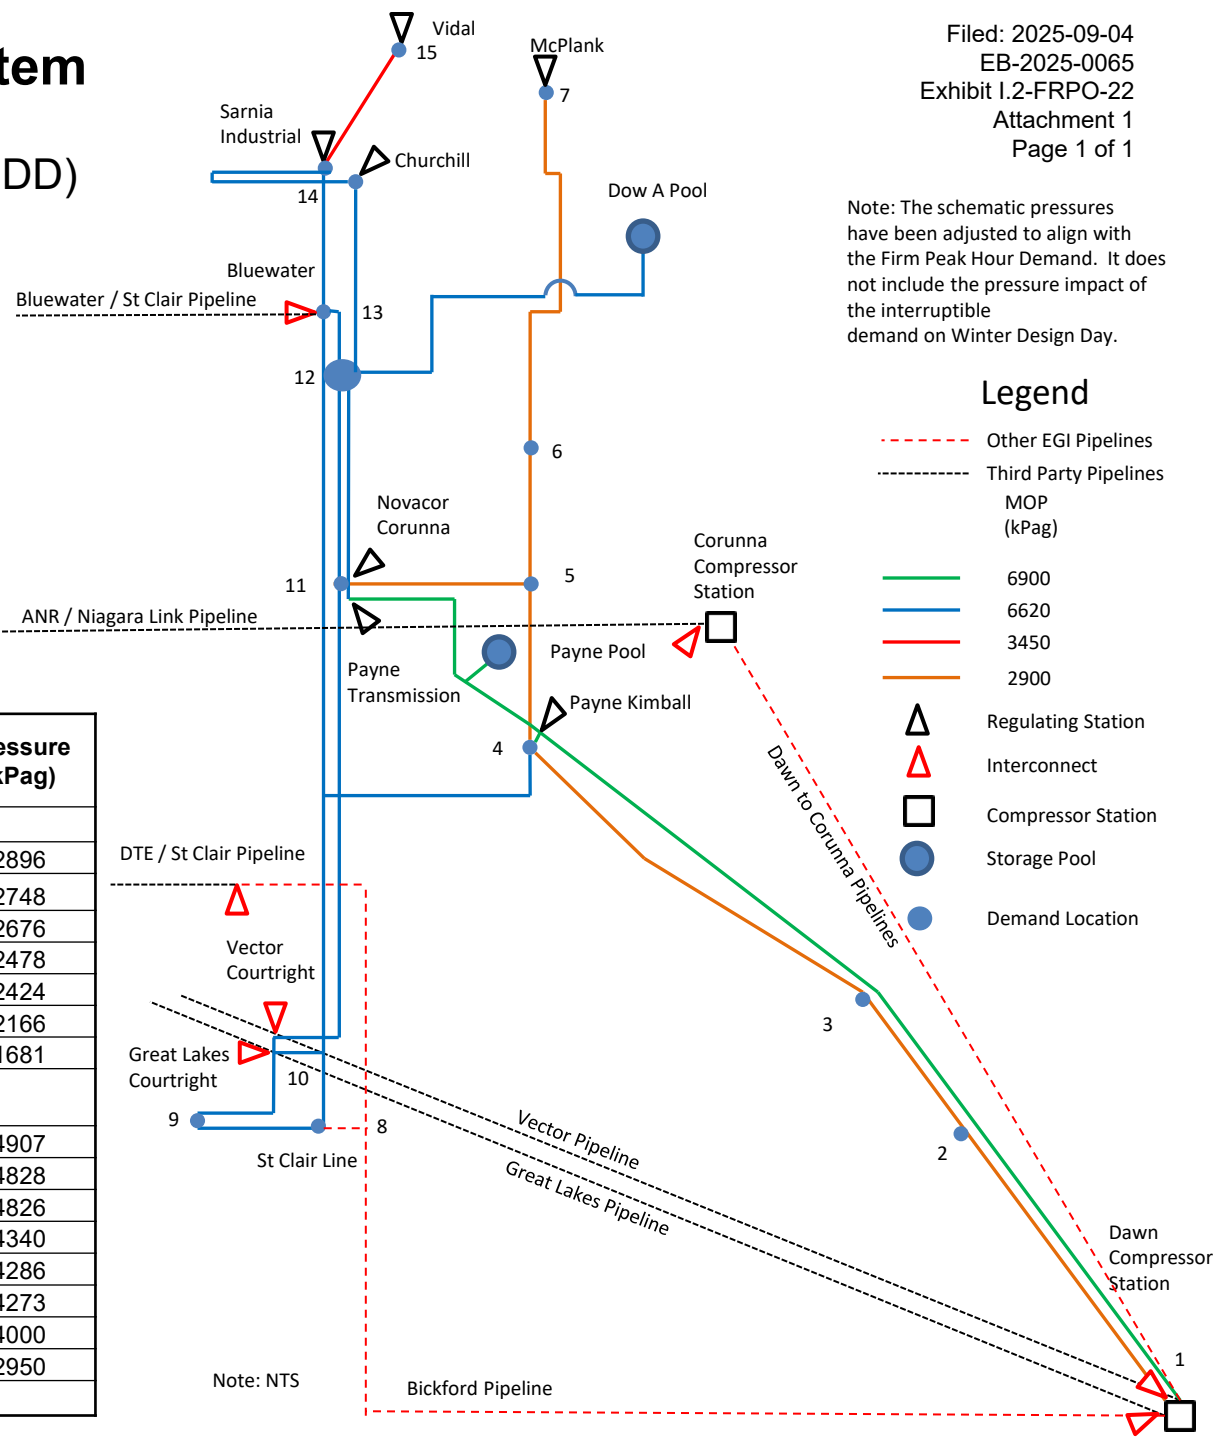 tem
DD)
Filed: 2025-09-04
EB-2025-0065
Exhibit I.2-FRPO-22
Attachment 1
Page 1 of 1
Note: The schematic pressures
have been adjusted to align with
the Firm Peak Hour Demand. It does
not include the pressure impact of
the interruptible
demand on Winter Design Day.
Vidal
15
McPlank
7
Sarnia
Industrial
Churchill
14
Dow A Pool
Bluewater
Bluewater / St Clair Pipeline
13
12
6
Novacor
Corunna
11
5
ANR / Niagara Link Pipeline
Corunna
Compressor
Station
Payne Pool
Payne
Transmission
Payne Kimball
4
Legend
Other EGI Pipelines
Third Party Pipelines
MOP
(kPag)
6900
6620
3450
2900
Regulating Station
Interconnect
Compressor Station
Storage Pool
Demand Location
Dawn to Corunna Pipelines
essure
kPag)
2896
2748
2676
2478
2424
2166
1681
4907
4828
4826
4340
4286
4273
4000
2950
DTE / St Clair Pipeline
Vector
Courtright
Great Lakes
Courtright
10
9
8
St Clair Line
3
2
Vector Pipeline
Great Lakes Pipeline
Dawn
Compressor
Station
1
Note: NTS
Bickford Pipeline